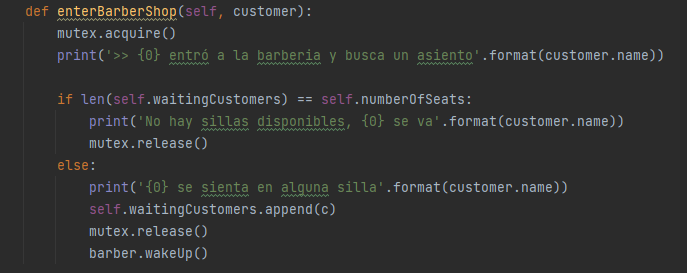 def enterBarberShop(self, customer):
mutex.acquire()
print('>> {0} entró a la barberia y busca un asiento'.format(customer.name))
if len(self.waitingCustomers) == self.numberOfSeats:
print('No hay sillas disponibles, {0} se va'.format(customer.name))
mutex.release()
else:
print('{0} se sienta en alguna silla'.format(customer.name))
self.waitingCustomers.append(c)
mutex.release()
barber.wakeUp()